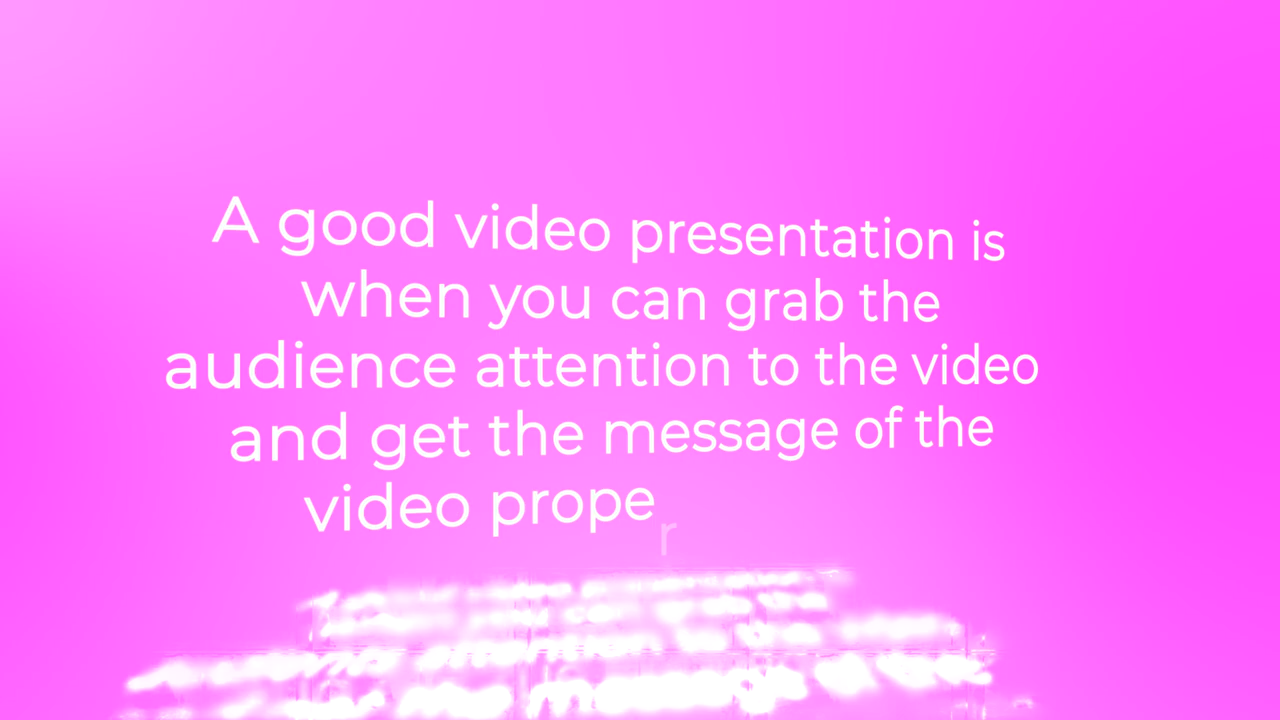 A good video presentation is
when you can grab the
audience attention to the video
and get the message of the
video proper